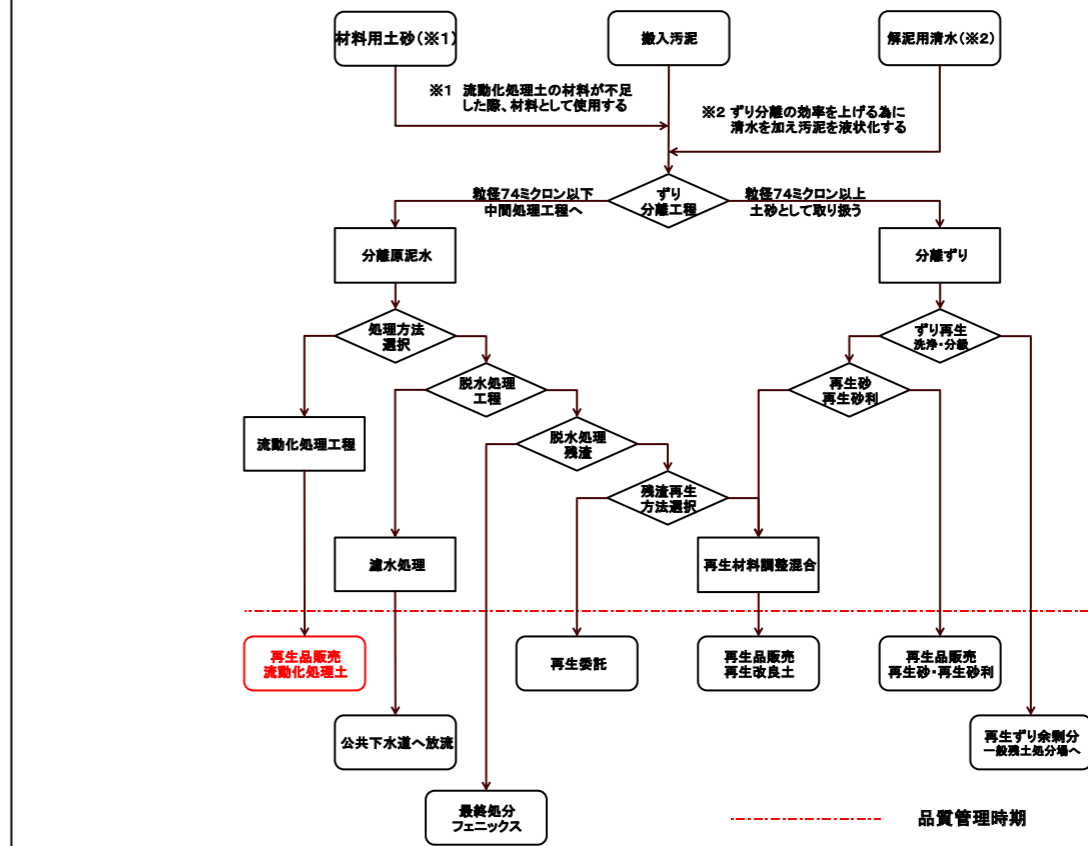 材料用土砂(※1)
搬入汚泥
解泥用清水(※2)
※1 流動化処理土の材料が不足
した際、材料として使用する
※2 ずり分離の効率を上げる為に
清水を加え汚泥を液状化する
粒径74ミクロン以下
中間処理工程へ
ずり
分離工程
粒径74ミクロン以上
土砂として取り扱う
分離原泥水
分離ずり
処理方法
選択
ずり再生
洗浄・分級
脱水処理
工程
再生砂
再生砂利
流動化処理工程
脱水処理
残渣
残渣再生
方法選択
濾水処理
再生材料調整混合
再生品販売
流動化処理土
再生委託
再生品販売
再生改良土
再生品販売
再生砂・再生砂利
公共下水道へ放流
再生ずり余剰分
一般残土処分場へ
最終処分
フェニックス
品質管理時期